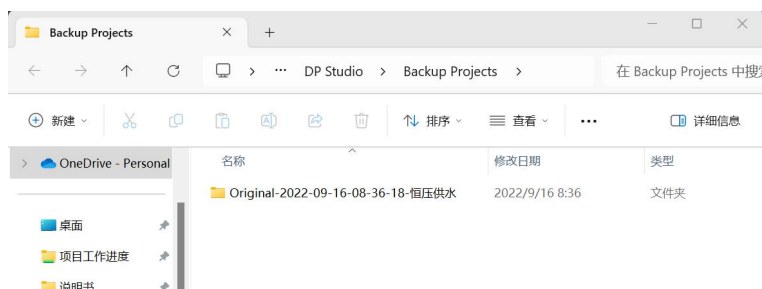 Backup Projects
DP Studio > Backup Projects >
在 Backup Projects 中搜
新建
排序
查看
详细信息
OneDrive - Personal
名称
修改日期
类型
Original-2022-09-16-08-36-18-恒压供水
2022/9/16 8:36
文件夹
桌面
项目工作进度
说明书